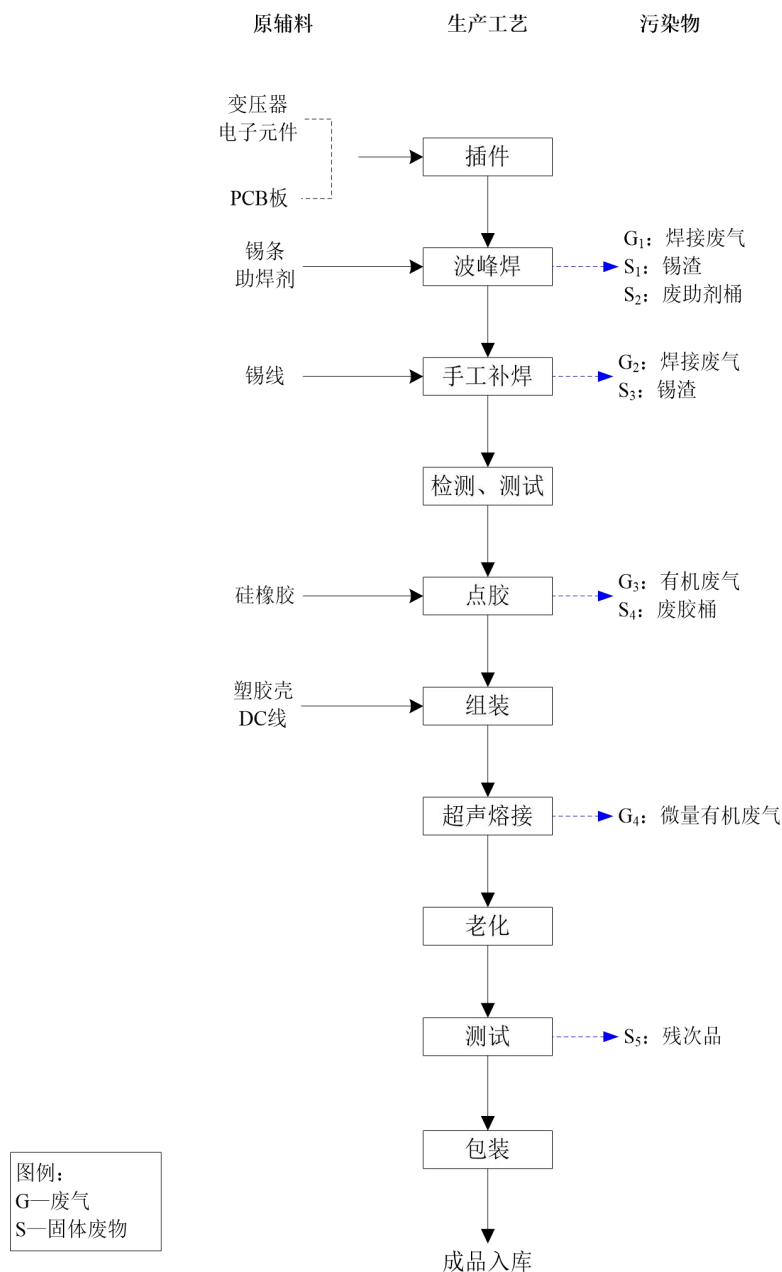 原辅料 生产工艺 污染物
变压器
电子元件
插件
PCB板
锡条
助焊剂
波峰焊
G₁：焊接废气
S₁：锡渣
S₂：废助剂桶
锡线
手工补焊
G₂：焊接废气
S₃：锡渣
检测、测试
硅橡胶
点胶
G₃：有机废气
S₄：废胶桶
塑胶壳
DC线
组装
超声熔接
G₄：微量有机废气
老化
测试
S₅：残次品
包装
图例：
G—废气
S—固体废物
成品入库